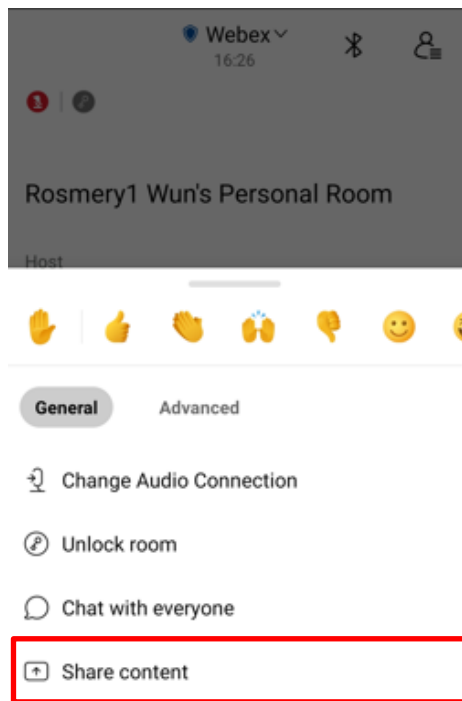 Webex
16:26
Rosmery1 Wun's Personal Room
Host
General
Advanced
Change Audio Connection
Unlock room
Chat with everyone
Share content